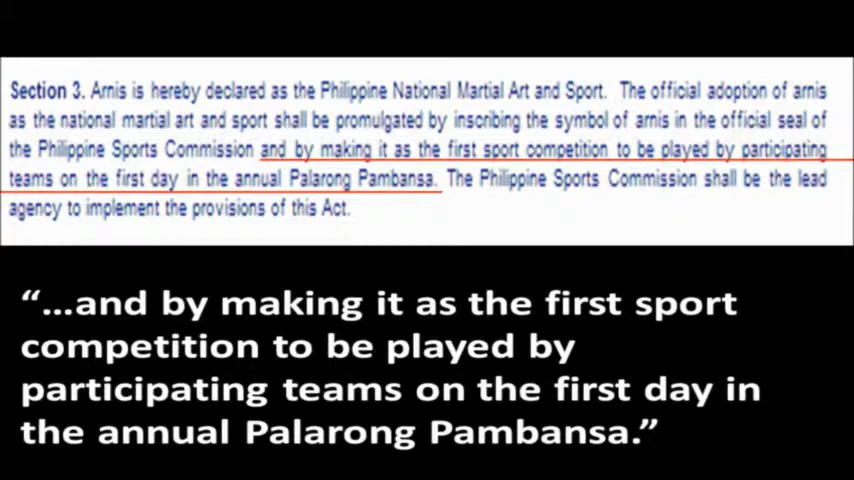 Section 3. Arnis is hereby declared as the Philippine National Martial Art and Sport. The official adoption of arnis
as the national martial art and sport shall be promulgated by inscribing the symbol of arnis in the official seal of
the Philippine Sports Commission and by making it as the first sport competition to be played by participating
teams on the first day in the annual Palarong Pambansa. The Philippine Sports Commission shall be the lead
agency to implement the provisions of this Act.
“...and by making it as the first sport
competition to be played by
participating teams on the first day in
the annual Palarong Pambansa.”